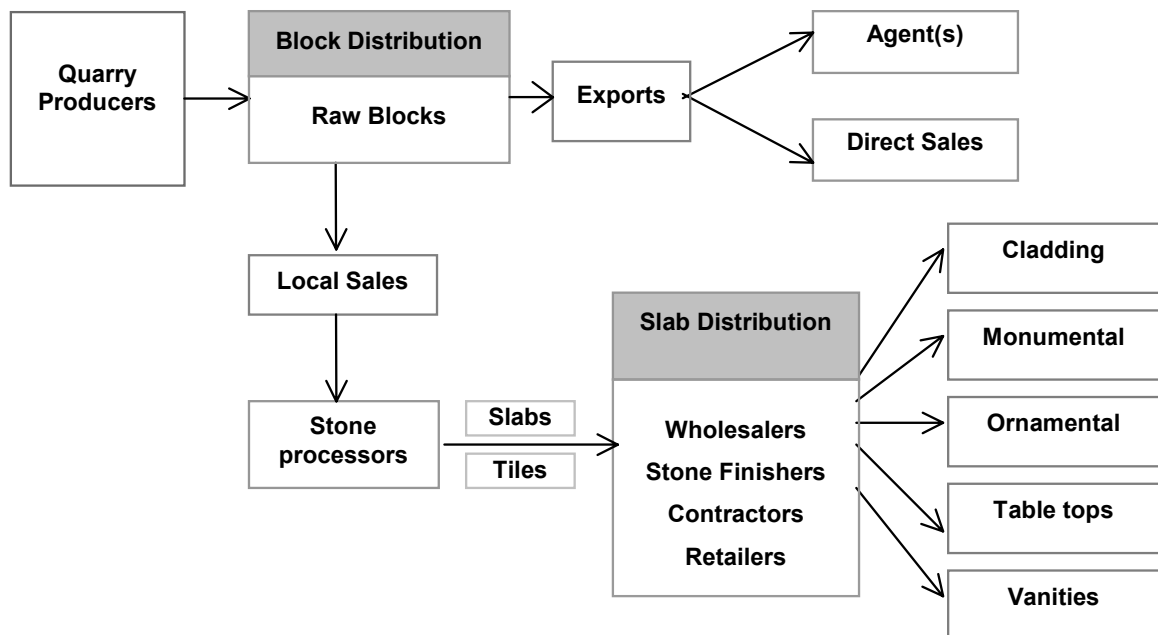 Quarry
Producers
Block Distribution
Raw Blocks
Exports
Agent(s)
Direct Sales
Local Sales
Stone
processors
Slabs
Tiles
Slab Distribution
Wholesalers
Stone Finishers
Contractors
Retailers
Cladding
Monumental
Ornamental
Table tops
Vanities